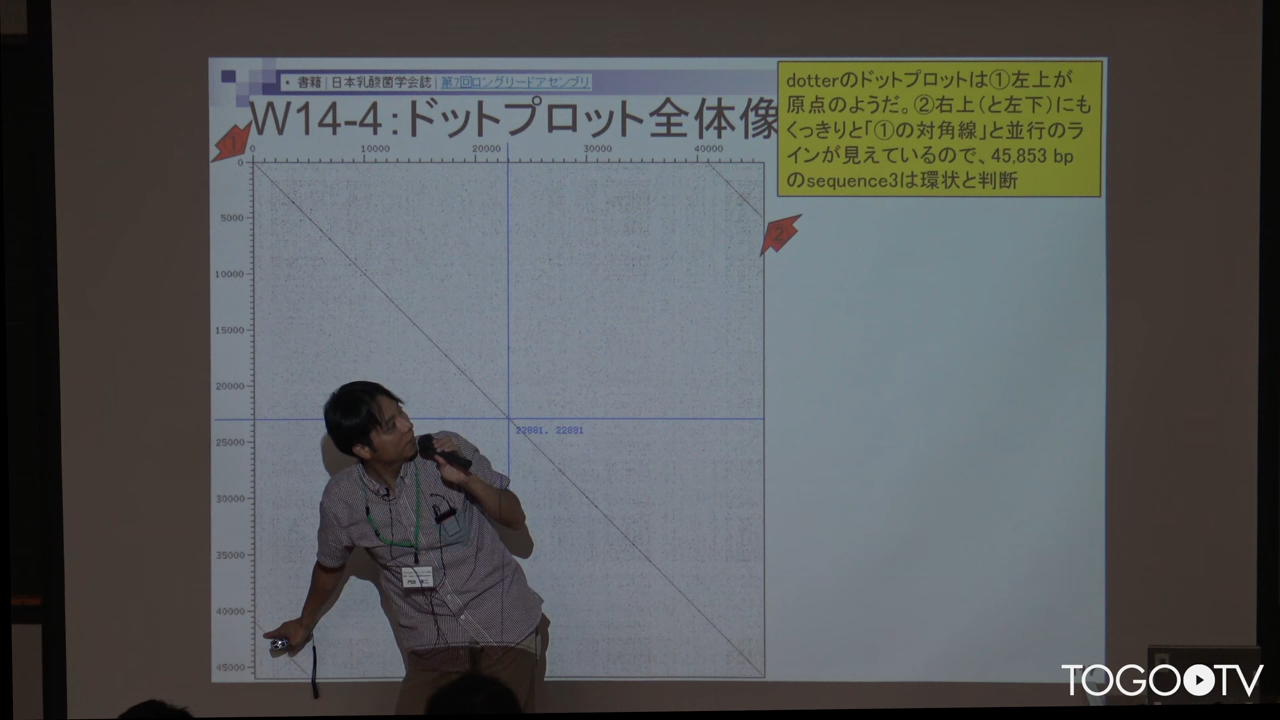 ・ 書籍 | 日本乳酸菌学会誌 | 第7回ロングリードアセンブリ
W14-4：ドットプロット全体像
dotterのドットプロットは①左上が
原点のようだ。②右上（と左下）にも
くっきりと「①の対角線」と並行のラ
インが見えているので、45,853 bp
のsequence3は環状と判断
1
0 10000 20000 30000 40000
0
5000
2
10000
15000
20000
22881, 22881
25000
30000
35000
40000
45000
TOGO TV